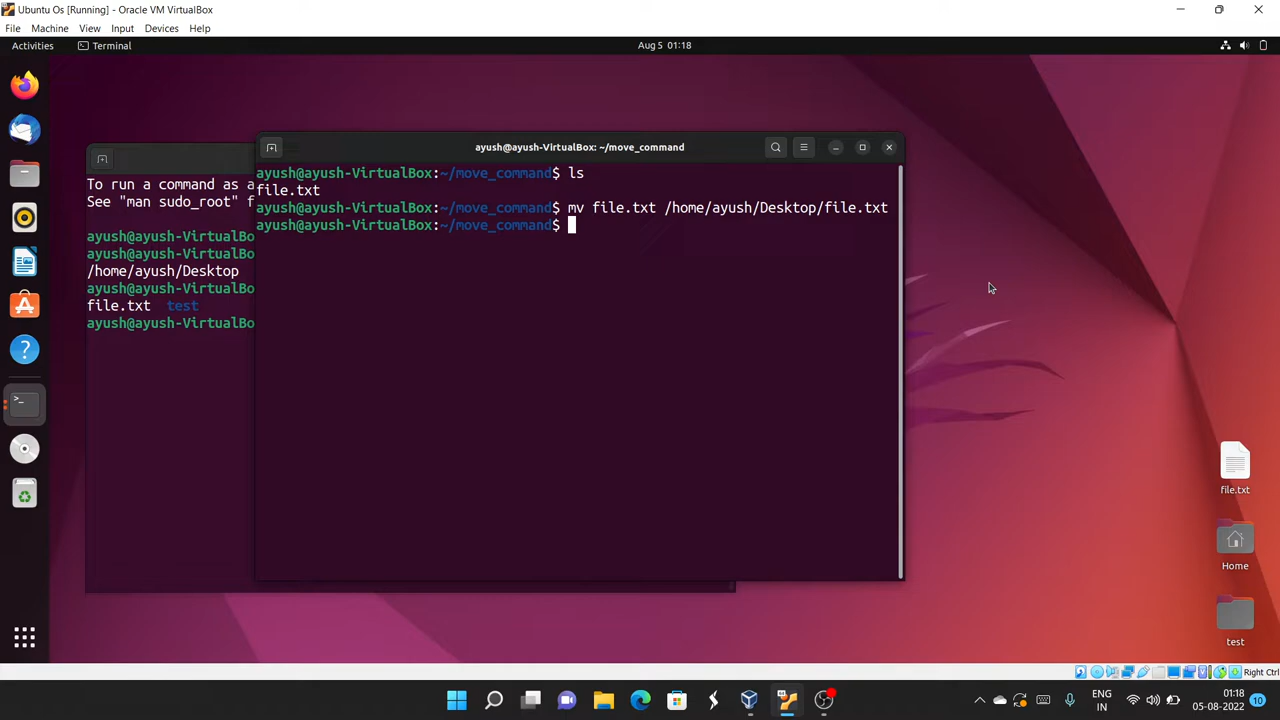 Ubuntu Os [Running] - Oracle VM VirtualBox
File Machine View Input Devices Help
Activities Terminal Aug 5 01:18
ayush@ayush-VirtualBox: ~/move_command
To run a command as a
See "man sudo_root" f
ayush@ayush-VirtualBo
ayush@ayush-VirtualBo
/home/ayush/Desktop
ayush@ayush-VirtualBo
file.txt test
ayush@ayush-VirtualBo
ayush@ayush-VirtualBox:~/move_command$ ls
file.txt
ayush@ayush-VirtualBox:~/move_command$ mv file.txt /home/ayush/Desktop/file.txt
ayush@ayush-VirtualBox:~/move_command$
file.txt
Home
test
Right Ctrl
ENG
IN
01:18
05-08-2022
10